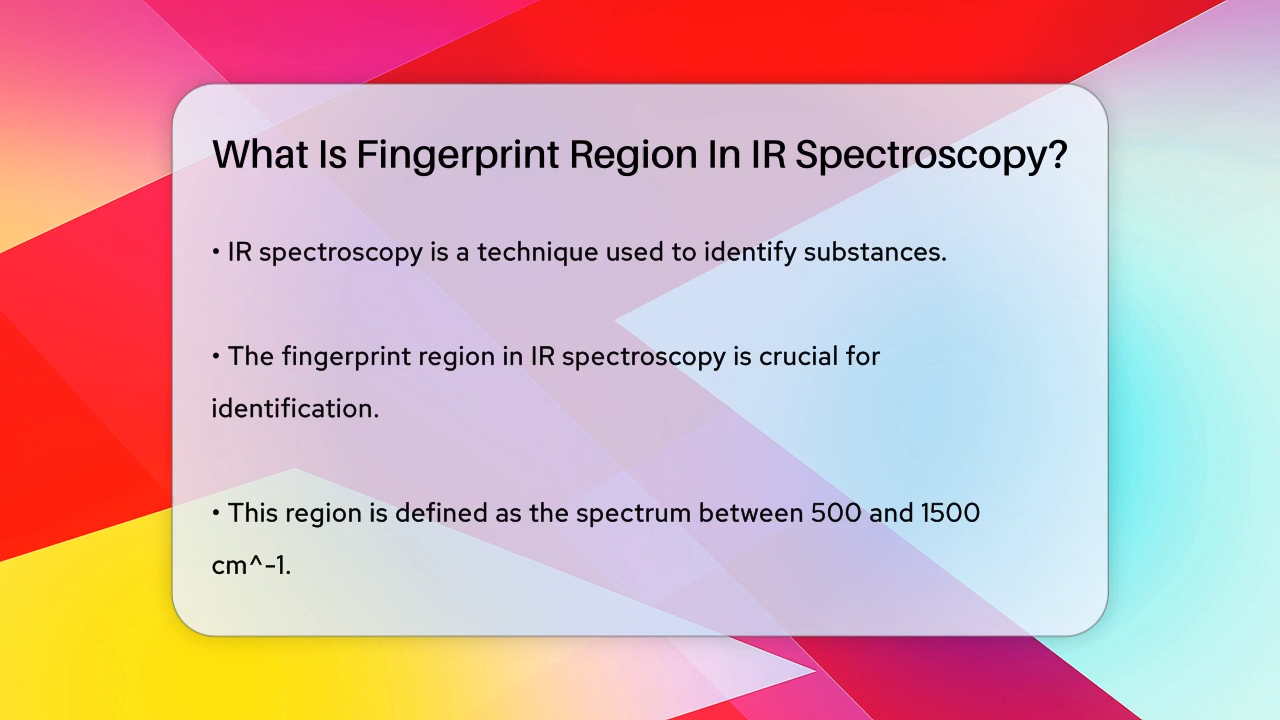 What Is Fingerprint Region In IR Spectroscopy?
• IR spectroscopy is a technique used to identify substances.
• The fingerprint region in IR spectroscopy is crucial for
identification.
• This region is defined as the spectrum between 500 and 1500
cm^-1.